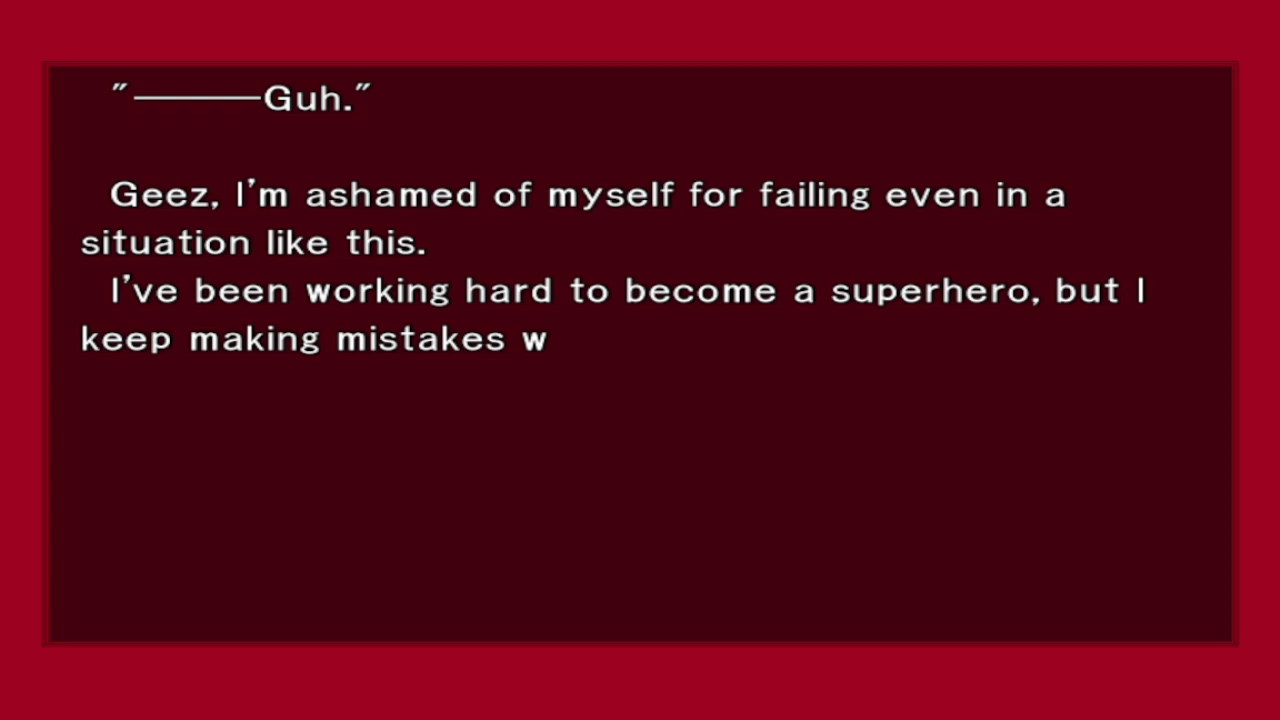 "————Guh."
Geez, I'm ashamed of myself for failing even in a
situation like this.
I've been working hard to become a superhero, but I
keep making mistakes w